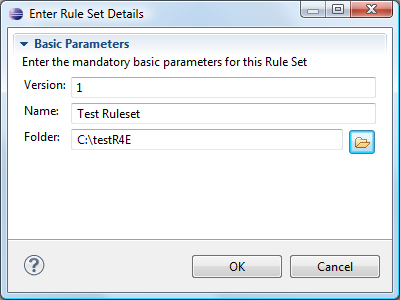 Enter Rule Set Details
Basic Parameters
Enter the mandatory basic parameters for this Rule Set
Version: 1
Name: Test Ruleset
Folder: C:\testR4E
? OK Cancel